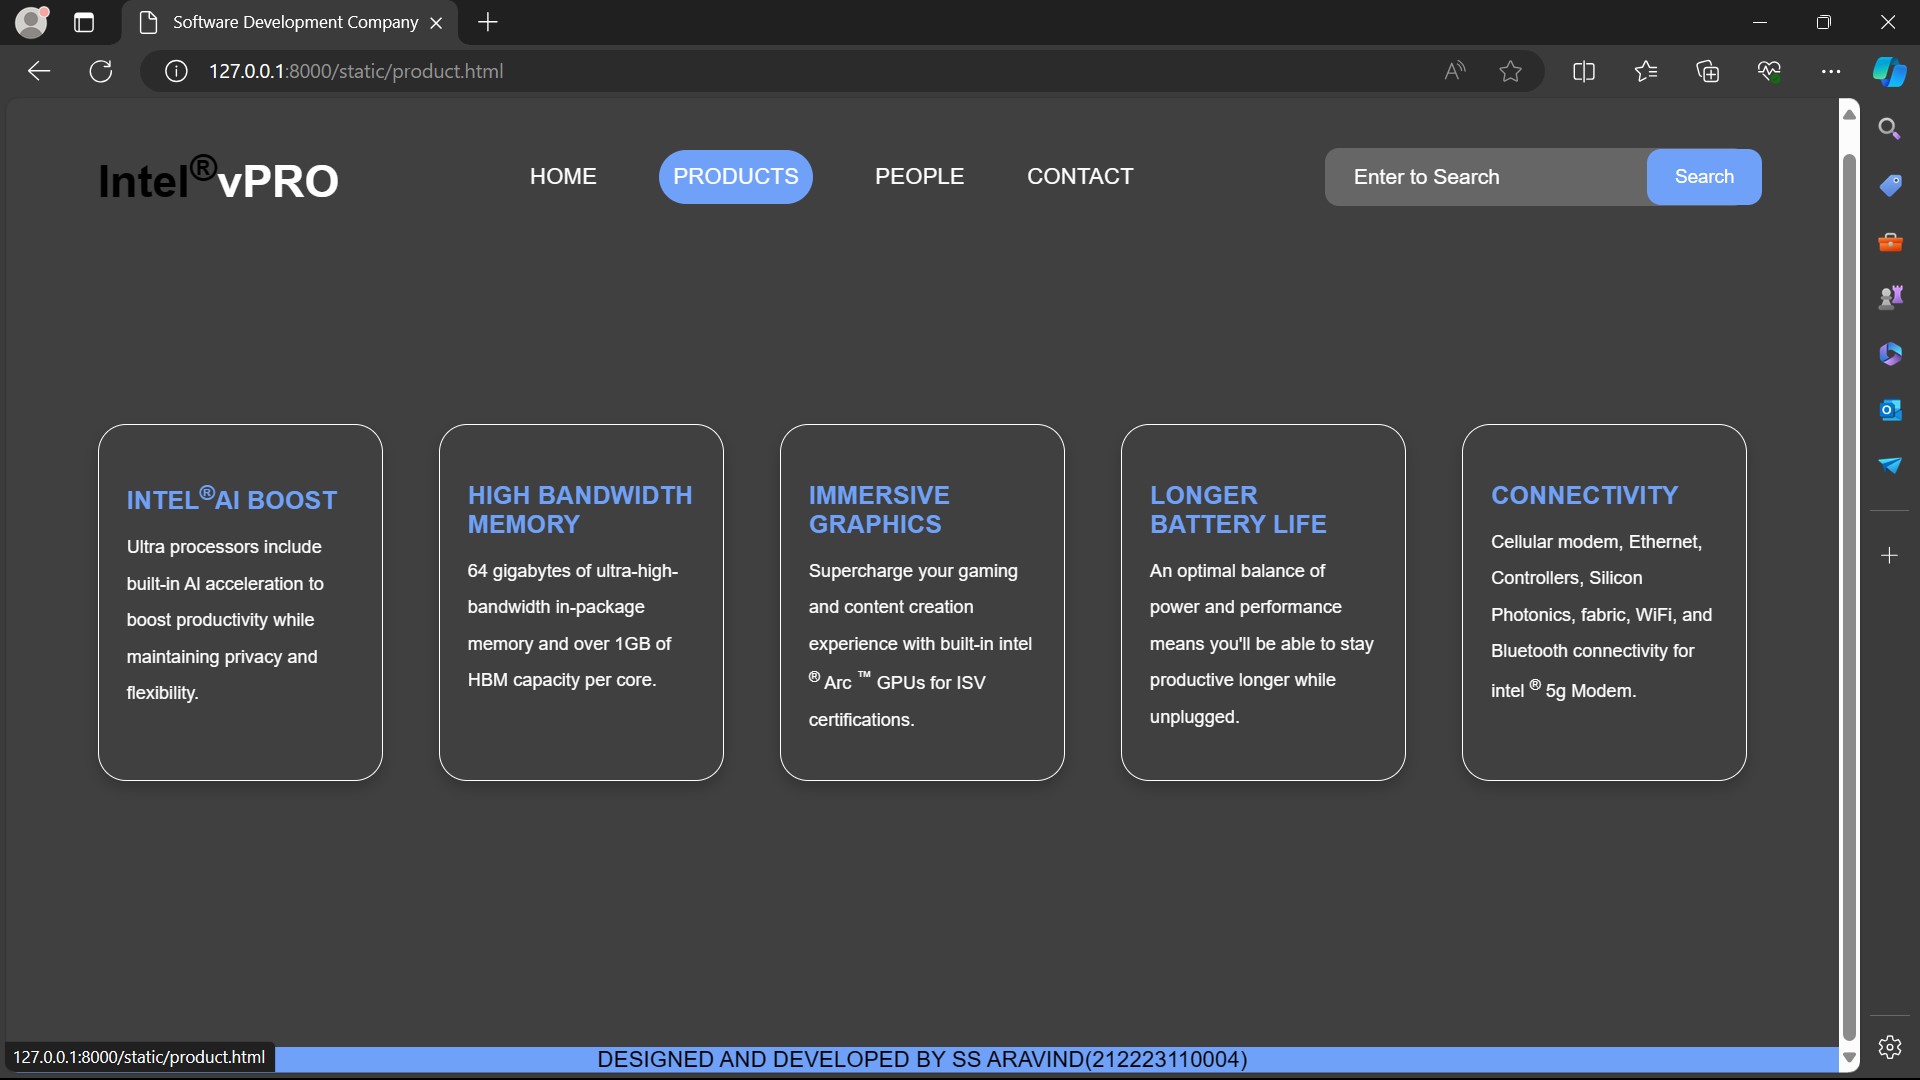 Software Development Company
127.0.0.1:8000/static/product.html
Intel®vPRO
HOME
PRODUCTS
PEOPLE
CONTACT
Enter to Search
Search
INTEL®AI BOOST
Ultra processors include
built-in AI acceleration to
boost productivity while
maintaining privacy and
flexibility.
HIGH BANDWIDTH
MEMORY
64 gigabytes of ultra-high-
bandwidth in-package
memory and over 1GB of
HBM capacity per core.
IMMERSIVE
GRAPHICS
Supercharge your gaming
and content creation
experience with built-in intel
® Arc ™ GPUs for ISV
certifications.
LONGER
BATTERY LIFE
An optimal balance of
power and performance
means you'll be able to stay
productive longer while
unplugged.
CONNECTIVITY
Cellular modem, Ethernet,
Controllers, Silicon
Photonics, fabric, WiFi, and
Bluetooth connectivity for
intel ® 5g Modem.
127.0.0.1:8000/static/product.html
DESIGNED AND DEVELOPED BY SS ARAVIND(212223110004)